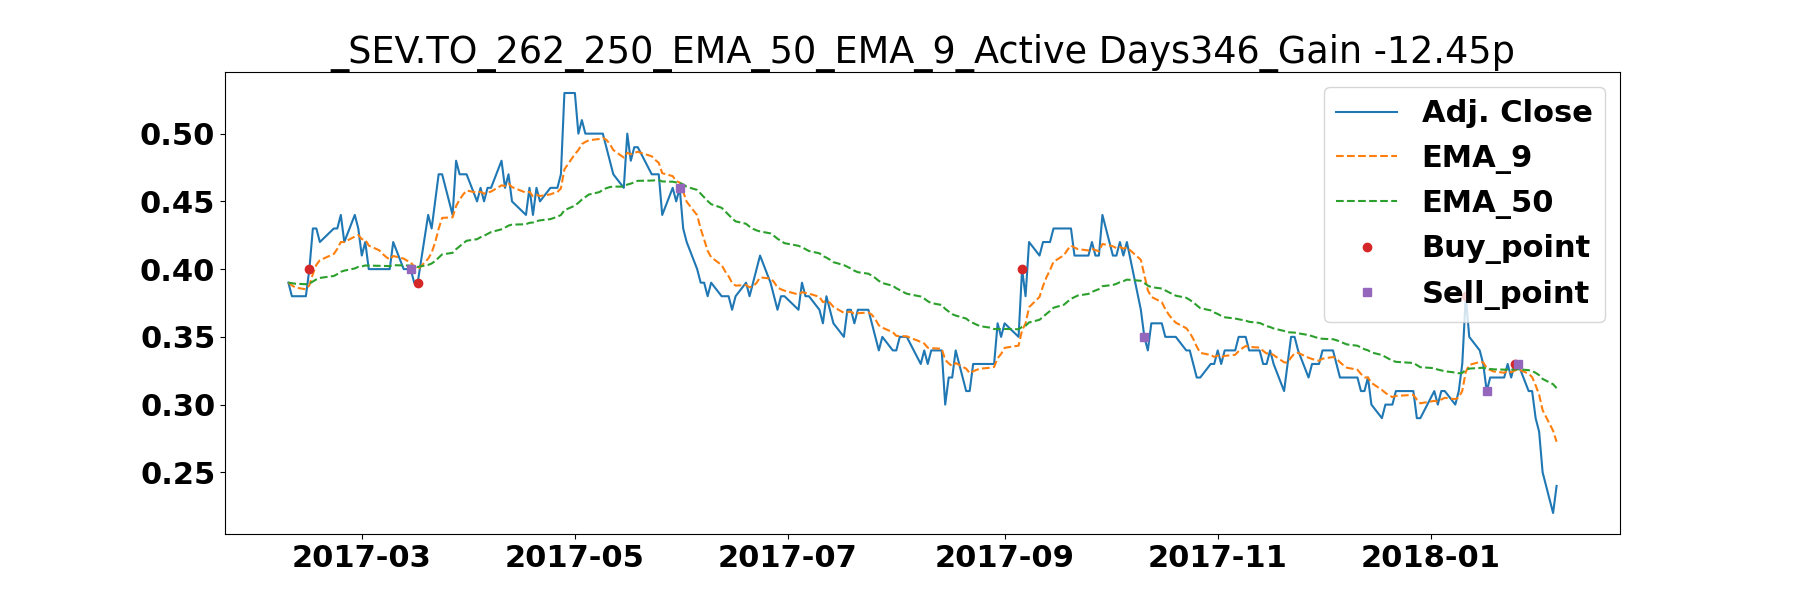 _SEV.TO_262_250_EMA_50_EMA_9_Active Days346_Gain -12.45p
Adj. Close
EMA_9
EMA_50
Buy_point
Sell_point
0.50
0.45
0.40
0.35
0.30
0.25
2017-03 2017-05 2017-07 2017-09 2017-11 2018-01